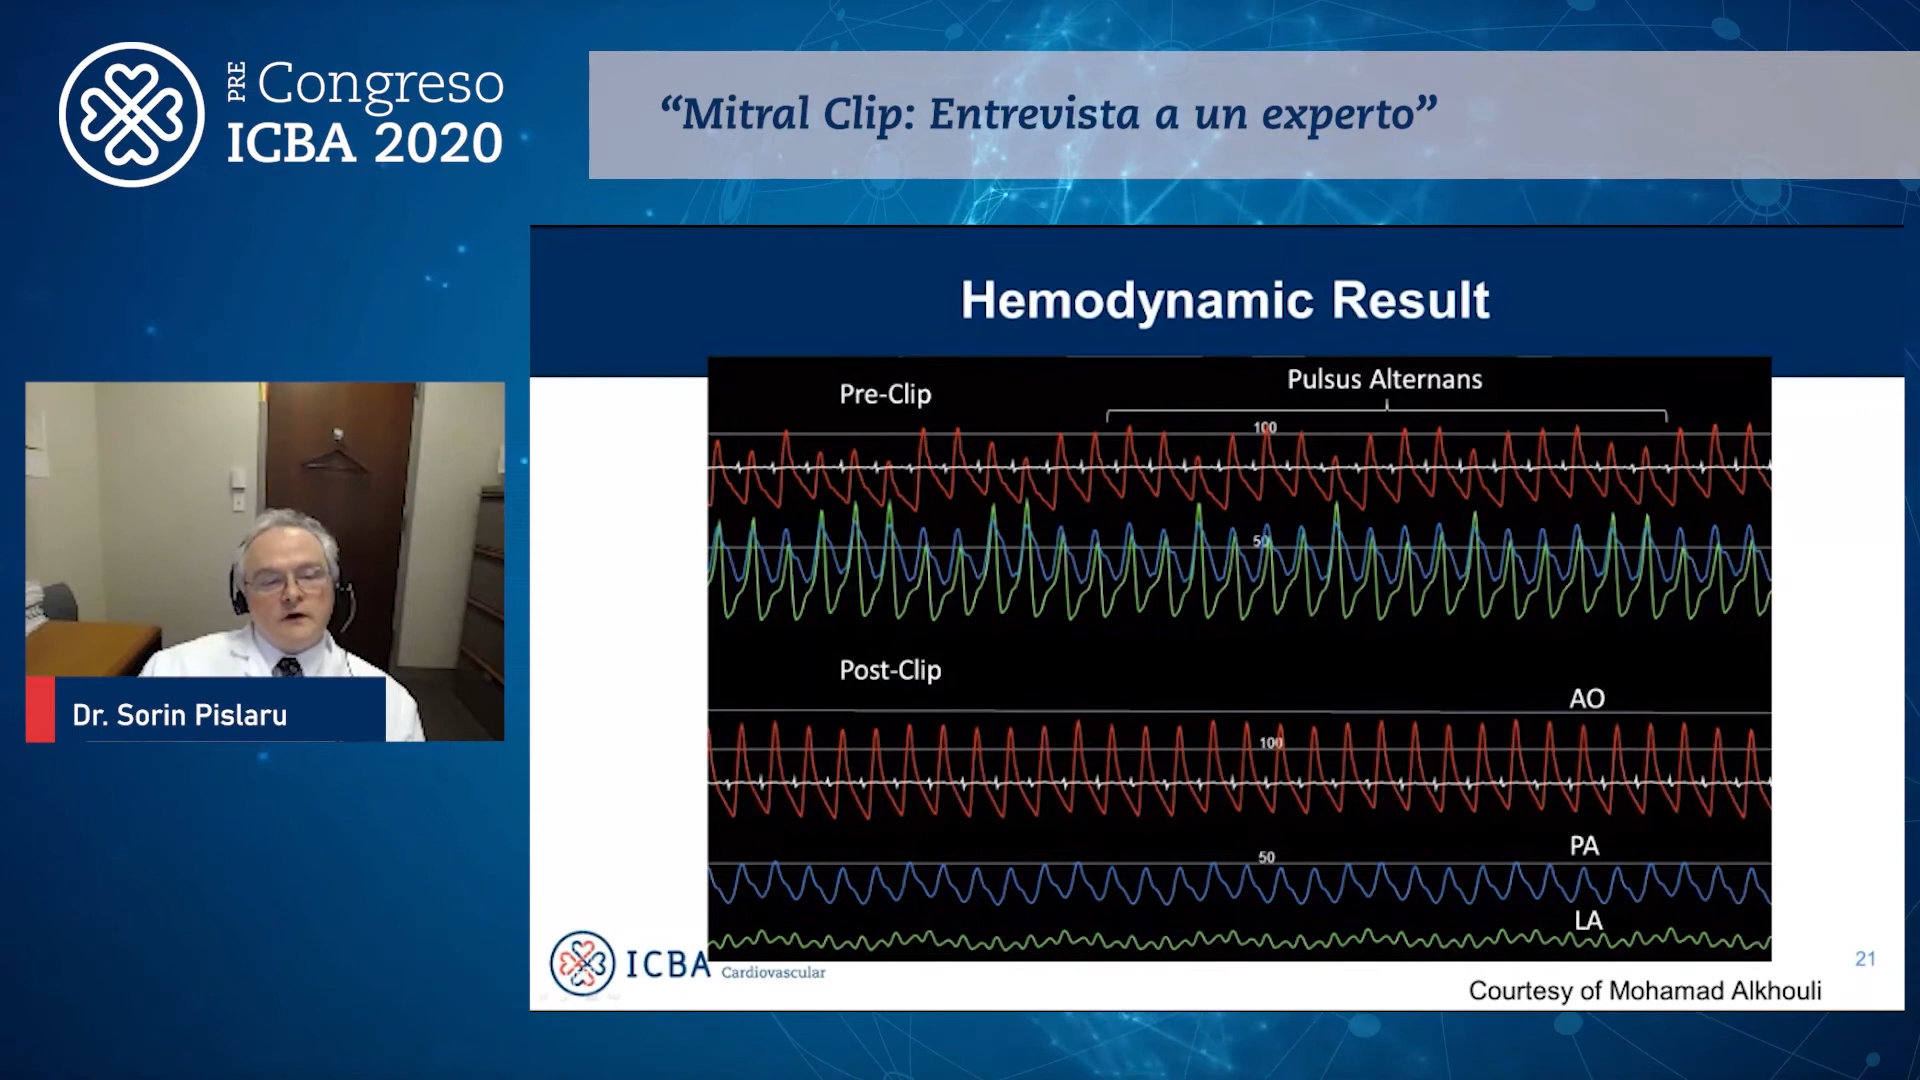 PRE Congreso
ICBA 2020
“Mitral Clip: Entrevista a un experto”
Hemodynamic Result
Pre-Clip
Pulsus Alternans
100
50
Post-Clip
AO
100
PA
50
LA
Dr. Sorin Pislaru
ICBA Cardiovascular
21
Courtesy of Mohamad Alkhouli